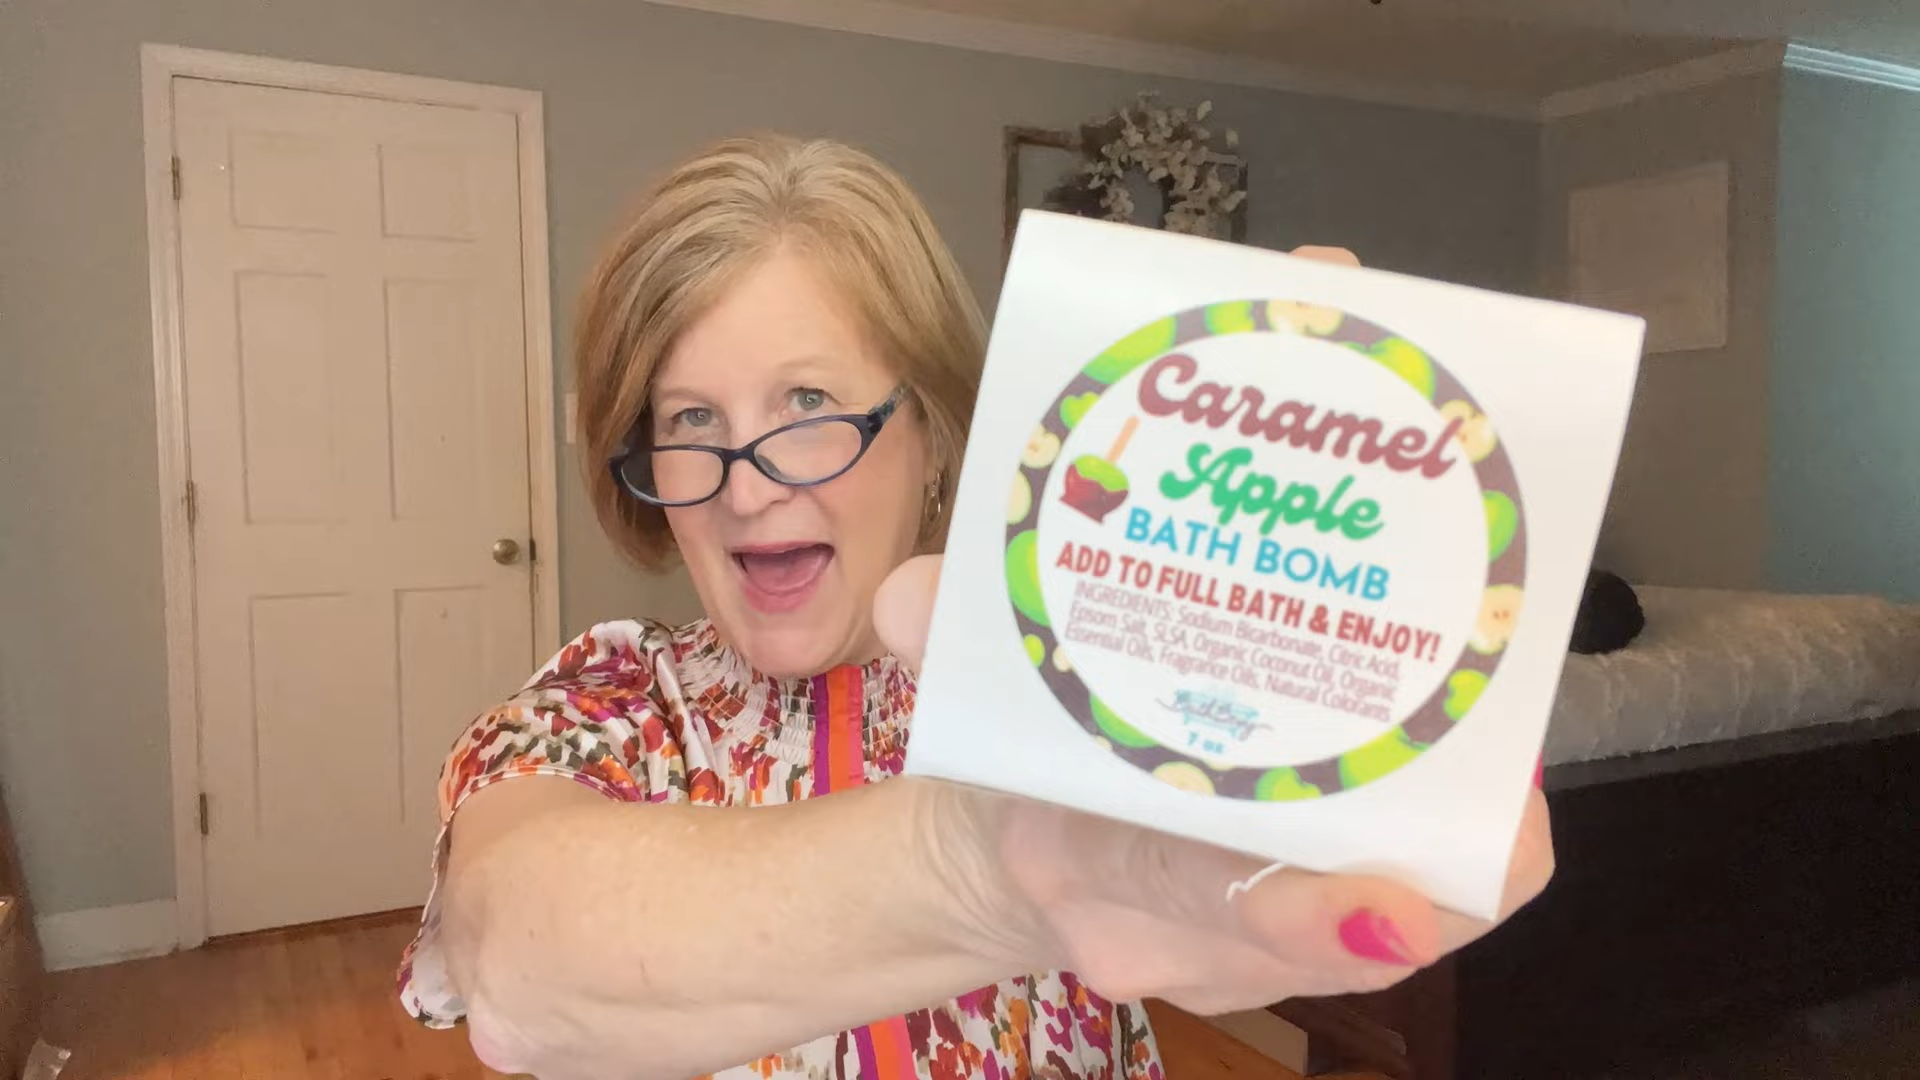 Caramel
Apple
BATH BOMB
ADD TO FULL BATH & ENJOY!
INGREDIENTS: Sodium Bicarbonate, Citric Acid,
Epsom Salt, SLSA, Organic Coconut Oil, Organic
Essential Oils, Fragrance Oils, Natural Colorants
7 oz